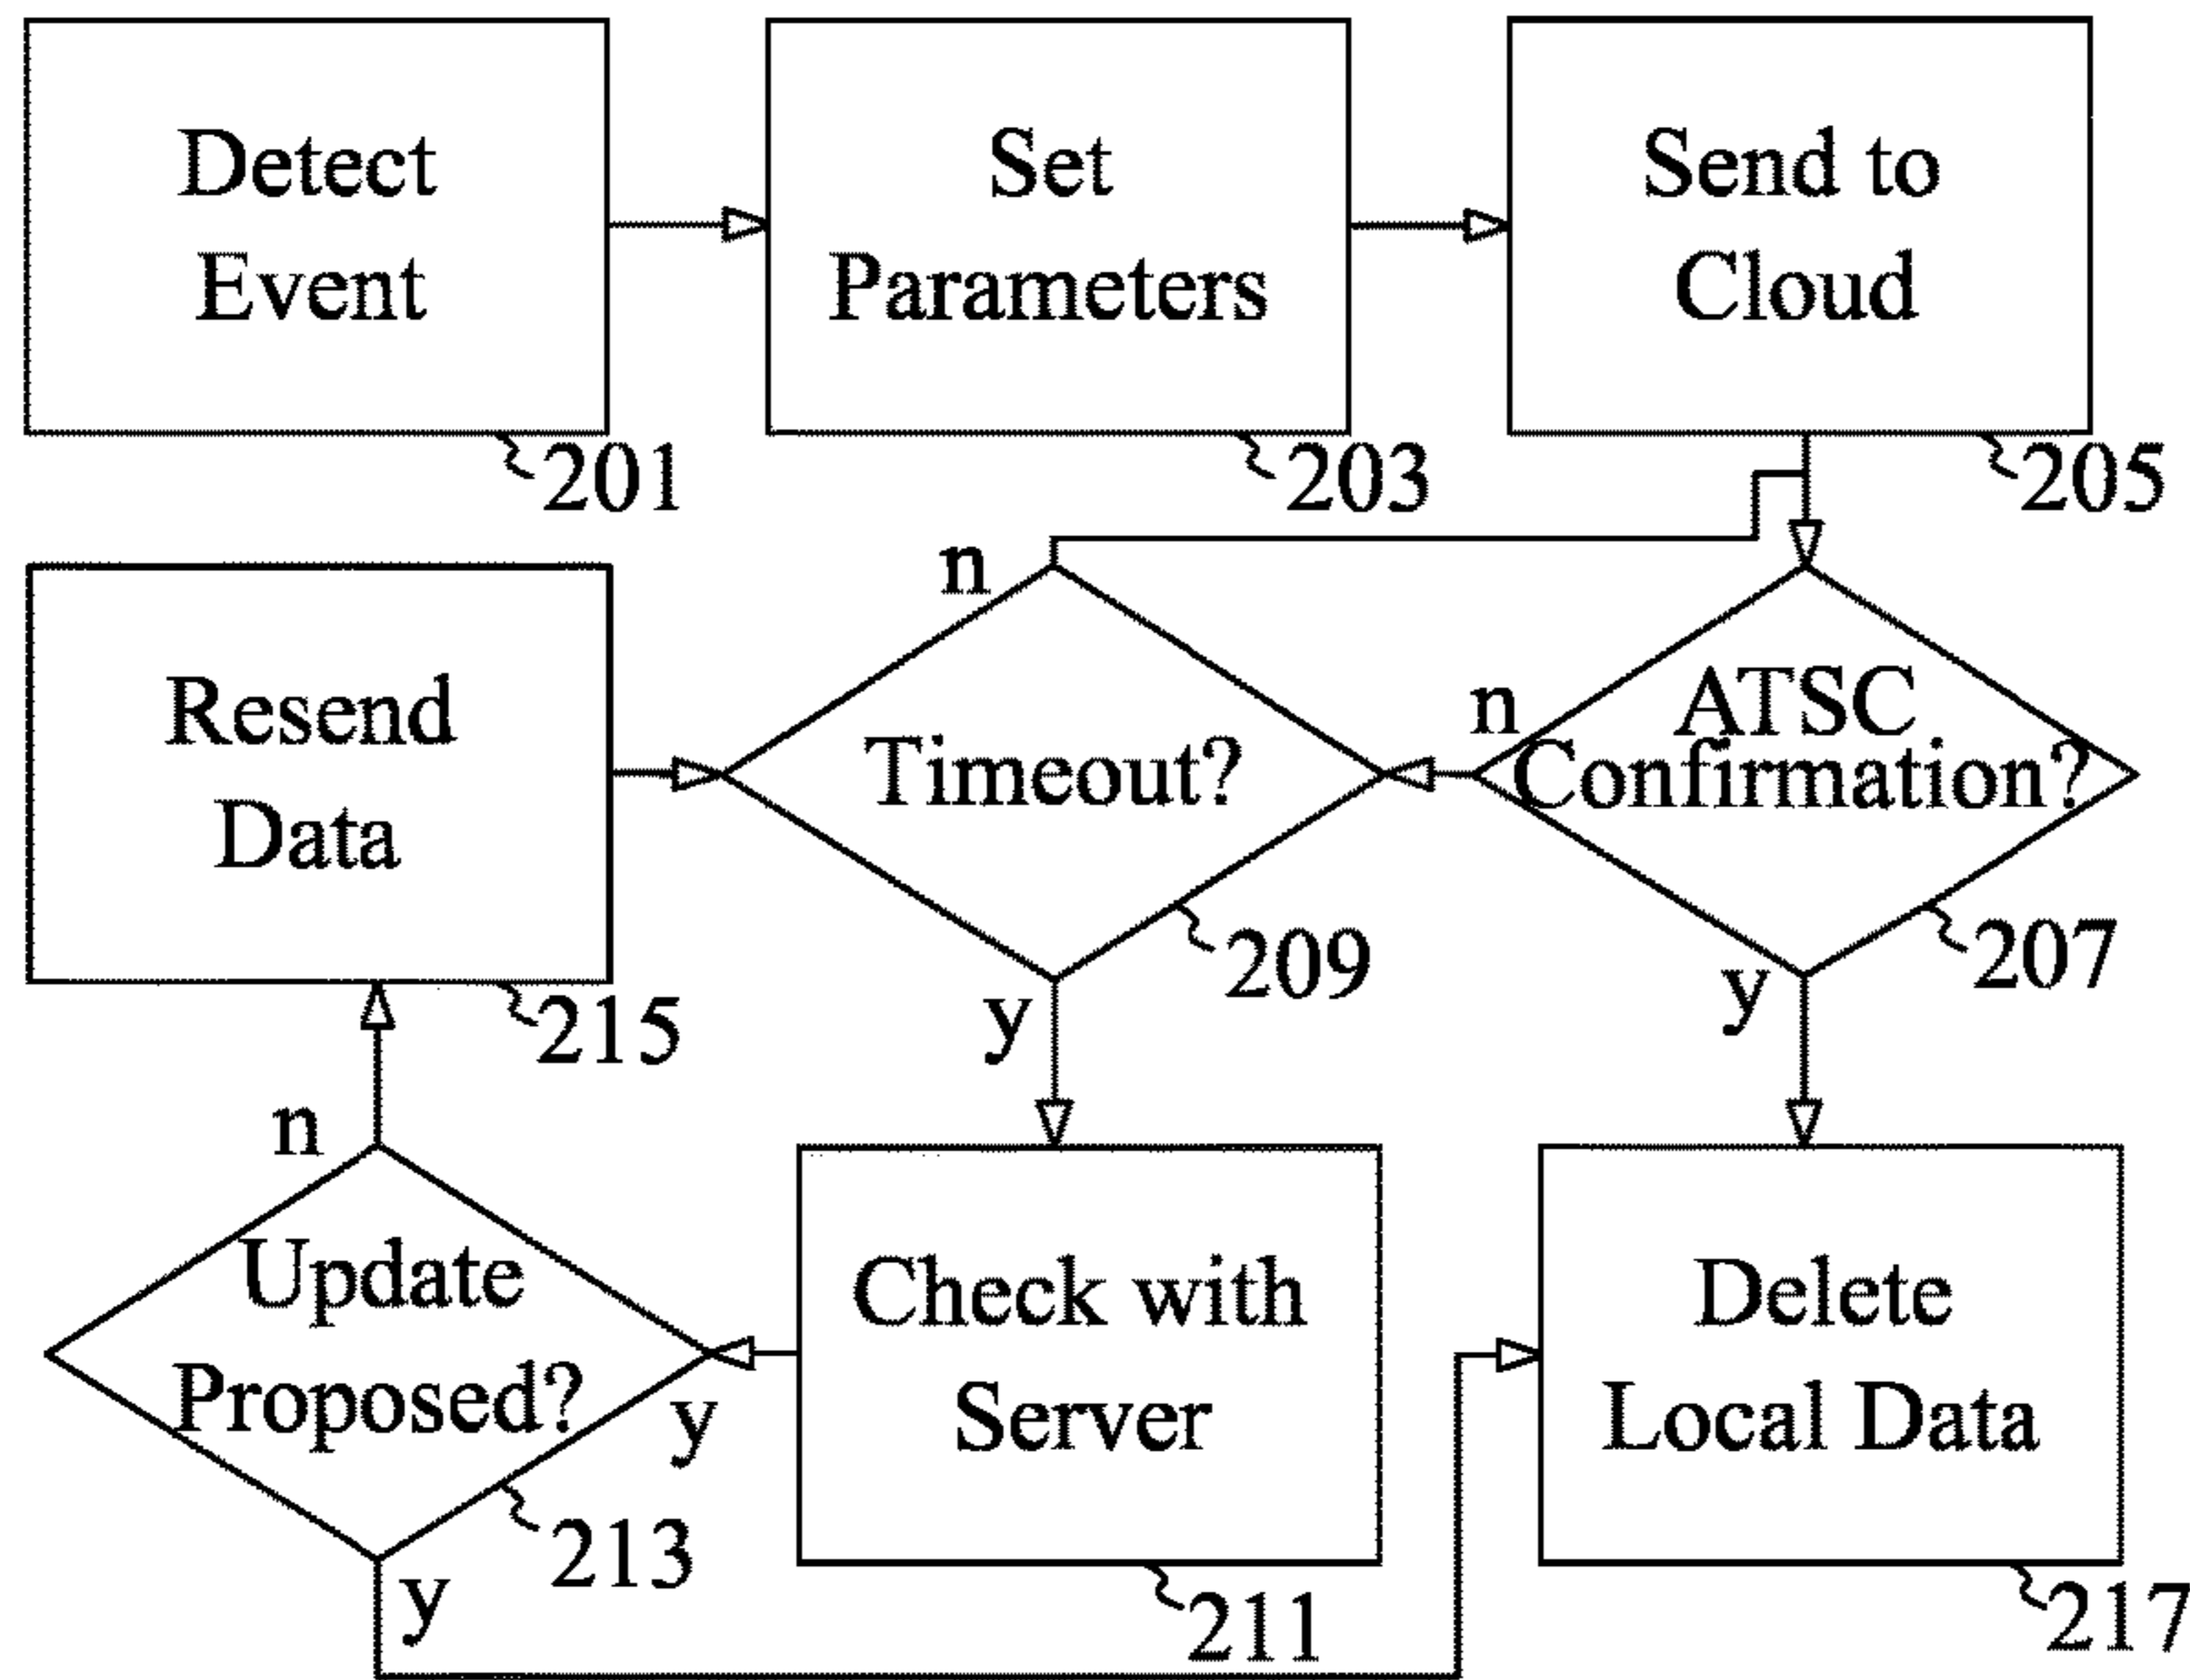 Detect
Event
201
Set
Parameters
203
Send to
Cloud
205
Resend
Data
215
n
Timeout?
209
y
n
ATSC
Confirmation?
207
y
n
Update
Proposed?
y
213
y
Check with
Server
211
Delete
Local Data
217